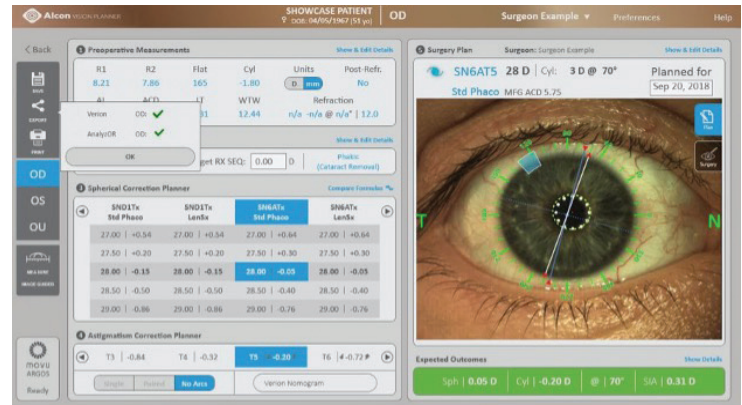 Alcon VISION PLANNER
SHOWCASE PATIENT
DOB: 04/05/1967 (51 yo)
OD
Surgeon Example
Preferences
Help
< Back
SAVE
EXPORT
PRINT
OD
OS
OU
IMAGE GUIDED
movu
ARGOS
Ready
1 Preoperative Measurements
Show & Edit Details
R1 R2 Flat Cyl Units Post-Refr.
8.21 7.86 165 -1.80 D mm No
WTW Refraction
12.44 n/a -n/a @ n/a° | 12.0
Verion OD: ✔
AnalyzOR OD: ✔
OK
Show & Edit Details
get RX SEQ: 0.00 D
Phakic
(Cataract Removal)
3 Spherical Correction Planner
Compare Formulas
SND1Tx SND1Tx SN6ATx SN6ATx
Std Phaco LenSx Std Phaco LenSx
27.00 | +0.54 27.00 | +0.54 27.00 | +0.64 27.00 | +0.64
27.50 | +0.20 27.50 | +0.20 27.50 | +0.30 27.50 | +0.30
28.00 | -0.15 28.00 | -0.15 28.00 -0.05 28.00 | -0.05
28.50 | -0.50 28.50 | -0.50 28.50 | -0.40 28.50 | -0.40
29.00 | -0.86 29.00 | -0.86 29.00 | -0.76 29.00 | -0.76
4 Astigmatism Correction Planner
T3 | -0.84 T4 | -0.52 T5 -0.20 T6 -0.72
Single Paired No Arcs
Verion Nomogram
5 Surgery Plan
Surgeon: Surgeon Example
Show & Edit Details
SN6AT5 28 D | Cyl: 3 D @ 70°
Std Phaco MFG ACD 5.75
Planned for
Sep 20, 2018
Plan
Surgery
T
N
Expected Outcomes
Show Details
Sph | 0.05 D Cyl | -0.20 D @ | 70° SIA | 0.31 D